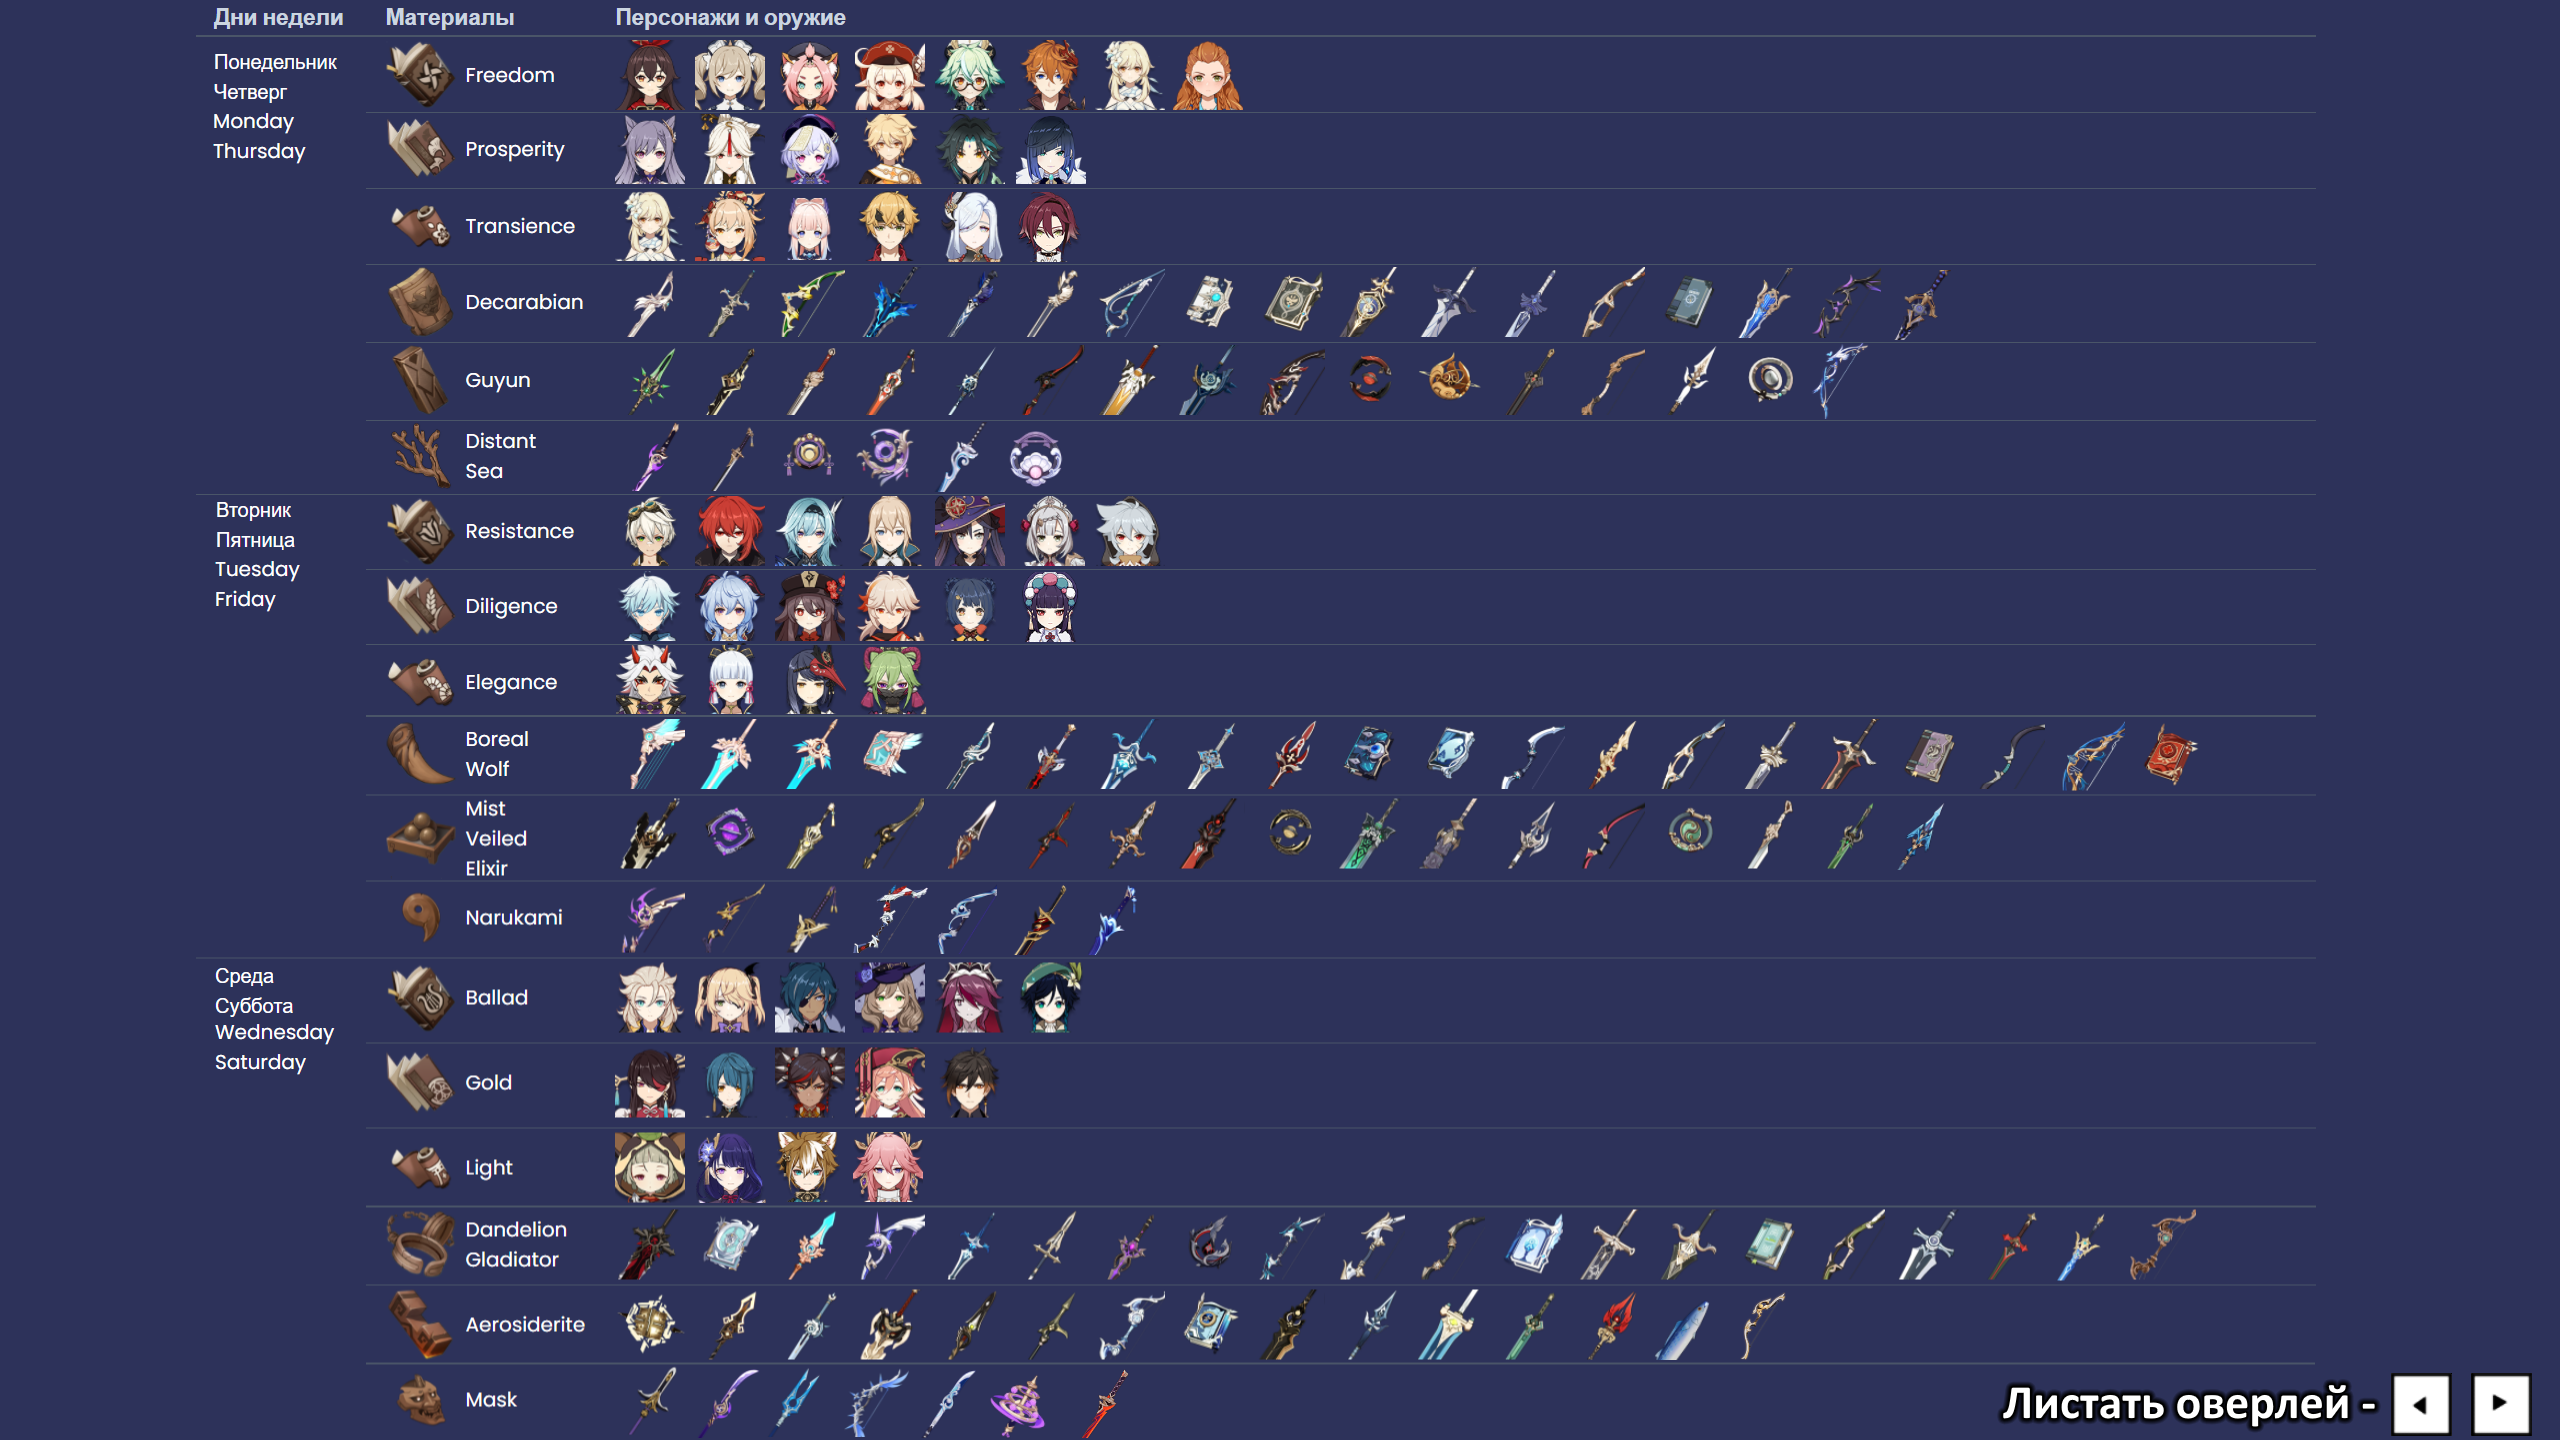 Дни недели Материалы Персонажи и оружие
Понедельник
Четверг
Monday
Thursday
Freedom
Prosperity
Transience
Decarabian
Guyun
Distant
Sea
Вторник
Пятница
Tuesday
Friday
Resistance
Diligence
Elegance
Boreal
Wolf
Mist
Veiled
Elixir
Narukami
Среда
Суббота
Wednesday
Saturday
Ballad
Gold
Light
Dandelion
Gladiator
Aerosiderite
Mask
Листать оверлей -